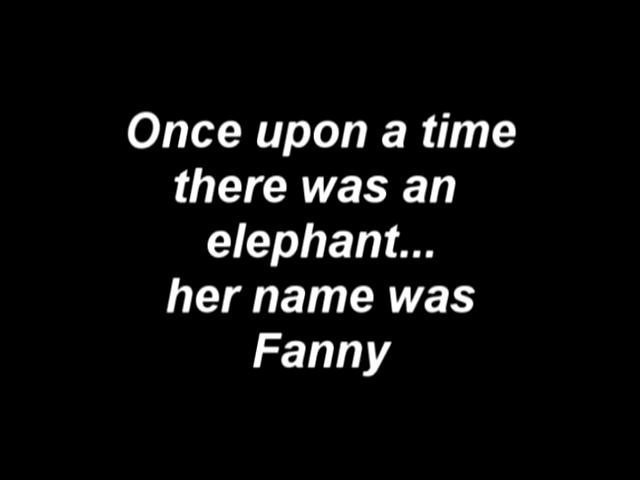 Once upon a time
there was an
elephant...
her name was
Fanny